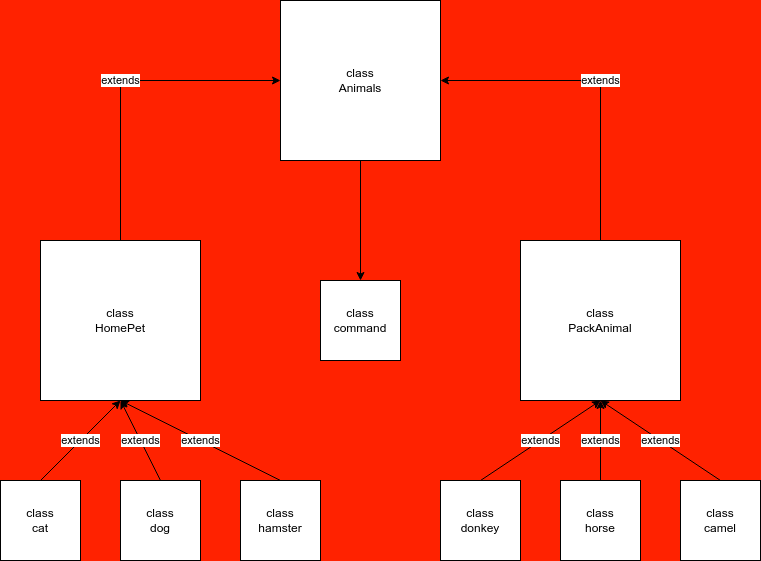 class
Animals
extends
extends
class
HomePet
class
command
class
PackAnimal
extends
extends
extends
extends
extends
extends
class
cat
class
dog
class
hamster
class
donkey
class
horse
class
camel